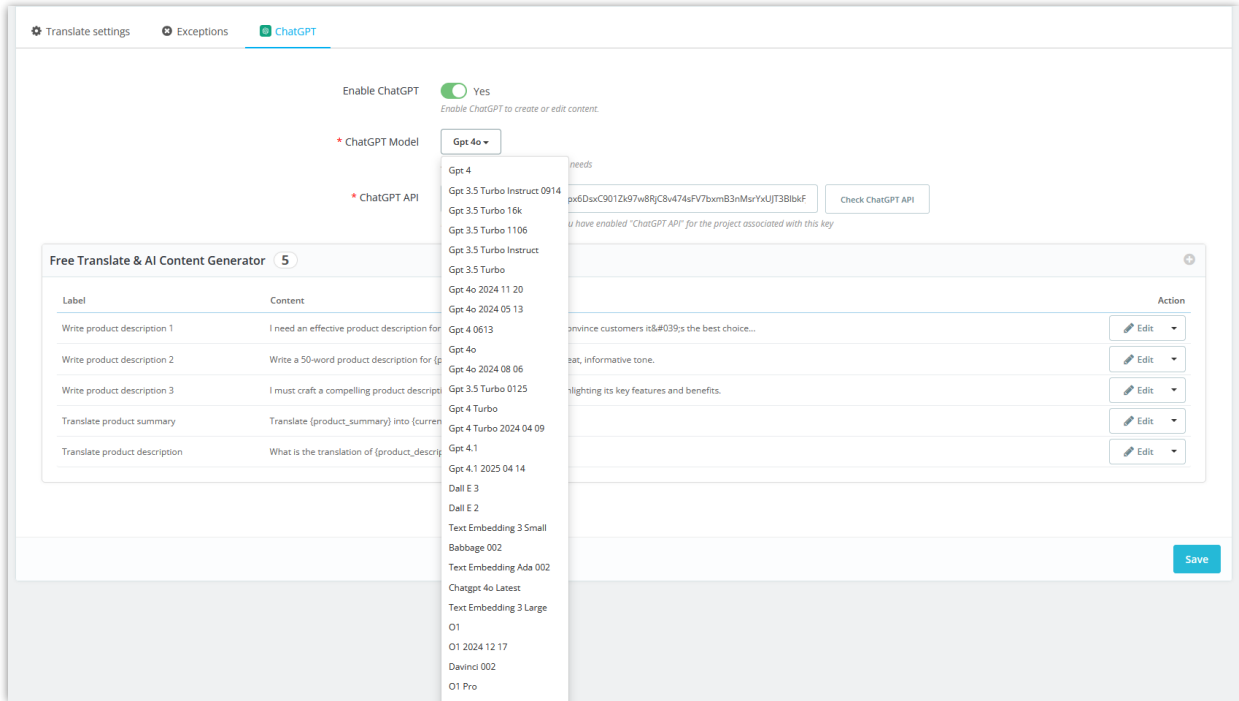 Translate settings Exceptions ChatGPT
Enable ChatGPT Yes
Enable ChatGPT to create or edit content.
* ChatGPT Model Gpt 4o
needs
* ChatGPT API px6DsxC901Zk97w8RjC8v474sFV7bxmB3nMsrYxUJT3BIbkF Check ChatGPT API
u have enabled "ChatGPT API" for the project associated with this key
Gpt 4
Gpt 3.5 Turbo Instruct 0914
Gpt 3.5 Turbo 16k
Gpt 3.5 Turbo 1106
Gpt 3.5 Turbo Instruct
Gpt 3.5 Turbo
Gpt 4o 2024 11 20
Gpt 4o 2024 05 13
Gpt 4 0613
Gpt 4o
Gpt 4o 2024 08 06
Gpt 3.5 Turbo 0125
Gpt 4 Turbo
Gpt 4 Turbo 2024 04 09
Gpt 4.1
Gpt 4.1 2025 04 14
Dall E 3
Dall E 2
Text Embedding 3 Small
Babbage 002
Text Embedding Ada 002
Chatgpt 4o Latest
Text Embedding 3 Large
O1
O1 2024 12 17
Davinci 002
O1 Pro
Free Translate & AI Content Generator 5
Label Content Action
Write product description 1 I need an effective product description for onvince customers it&#039;s the best choice... Edit
Write product description 2 Write a 50-word product description for {p eat, informative tone. Edit
Write product description 3 I must craft a compelling product descripti hlighting its key features and benefits. Edit
Translate product summary Translate {product_summary} into {curren Edit
Translate product description What is the translation of {product_descrip Edit
Save